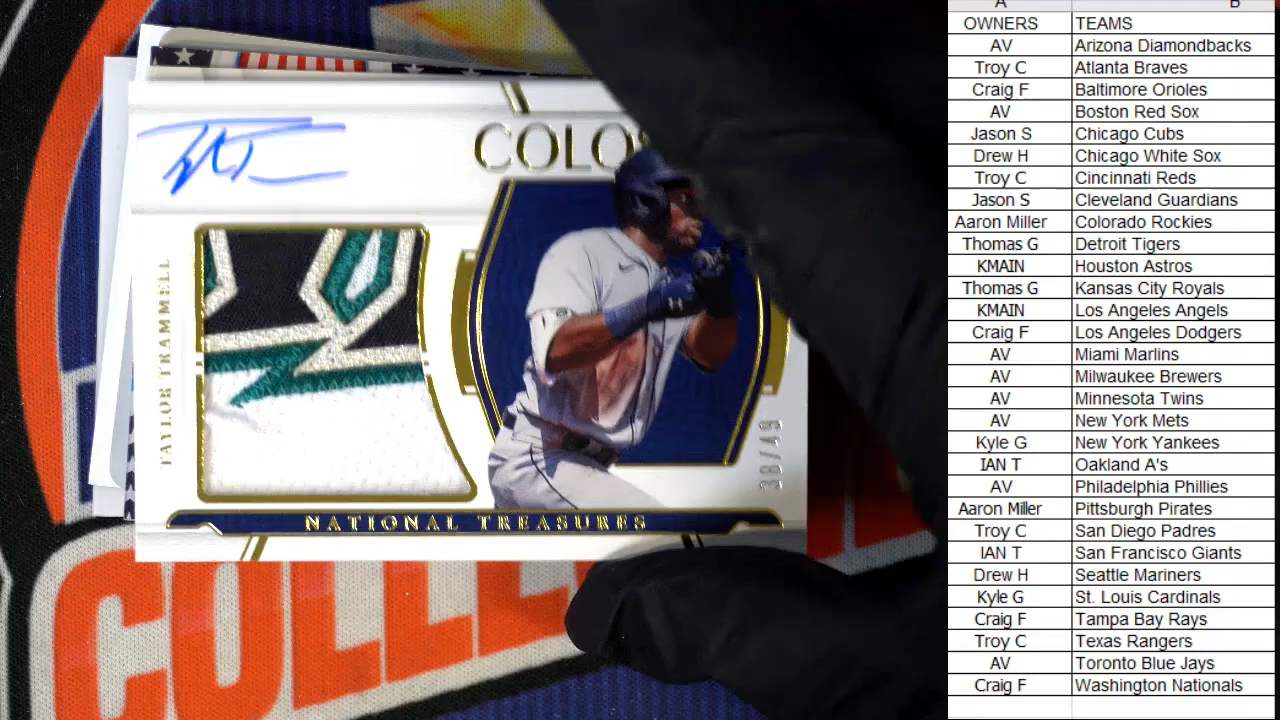 COLO
TAYLOR TRAMMELL
38/49
NATIONAL TREASURES
COLLE
A B
OWNERS TEAMS
AV Arizona Diamondbacks
Troy C Atlanta Braves
Craig F Baltimore Orioles
AV Boston Red Sox
Jason S Chicago Cubs
Drew H Chicago White Sox
Troy C Cincinnati Reds
Jason S Cleveland Guardians
Aaron Miller Colorado Rockies
Thomas G Detroit Tigers
KMAIN Houston Astros
Thomas G Kansas City Royals
KMAIN Los Angeles Angels
Craig F Los Angeles Dodgers
AV Miami Marlins
AV Milwaukee Brewers
AV Minnesota Twins
AV New York Mets
Kyle G New York Yankees
IAN T Oakland A's
AV Philadelphia Phillies
Aaron Miller Pittsburgh Pirates
Troy C San Diego Padres
IAN T San Francisco Giants
Drew H Seattle Mariners
Kyle G St. Louis Cardinals
Craig F Tampa Bay Rays
Troy C Texas Rangers
AV Toronto Blue Jays
Craig F Washington Nationals